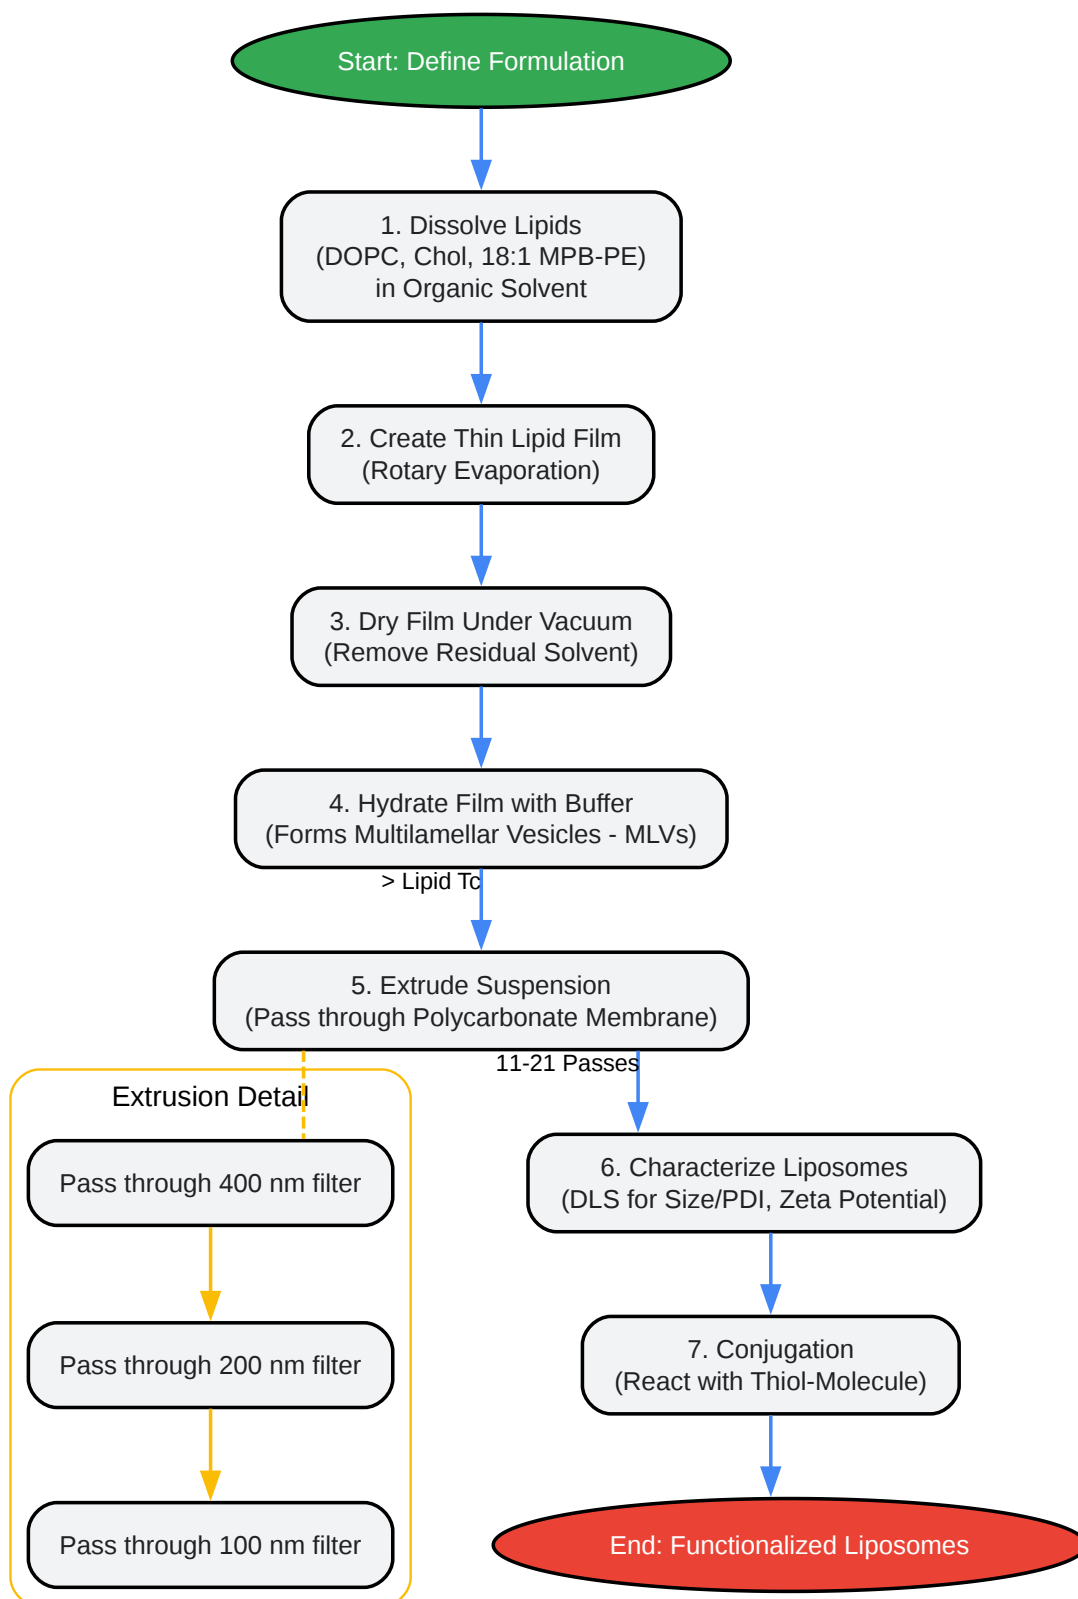 Start: Define Formulation
1. Dissolve Lipids
(DOPC, Chol, 18:1 MPB-PE)
in Organic Solvent
2. Create Thin Lipid Film
(Rotary Evaporation)
3. Dry Film Under Vacuum
(Remove Residual Solvent)
4. Hydrate Film with Buffer
(Forms Multilamellar Vesicles - MLVs)
> Lipid Tc
5. Extrude Suspension
(Pass through Polycarbonate Membrane)
11-21 Passes
Extrusion Detail
Pass through 400 nm filter
Pass through 200 nm filter
Pass through 100 nm filter
6. Characterize Liposomes
(DLS for Size/PDI, Zeta Potential)
7. Conjugation
(React with Thiol-Molecule)
End: Functionalized Liposomes